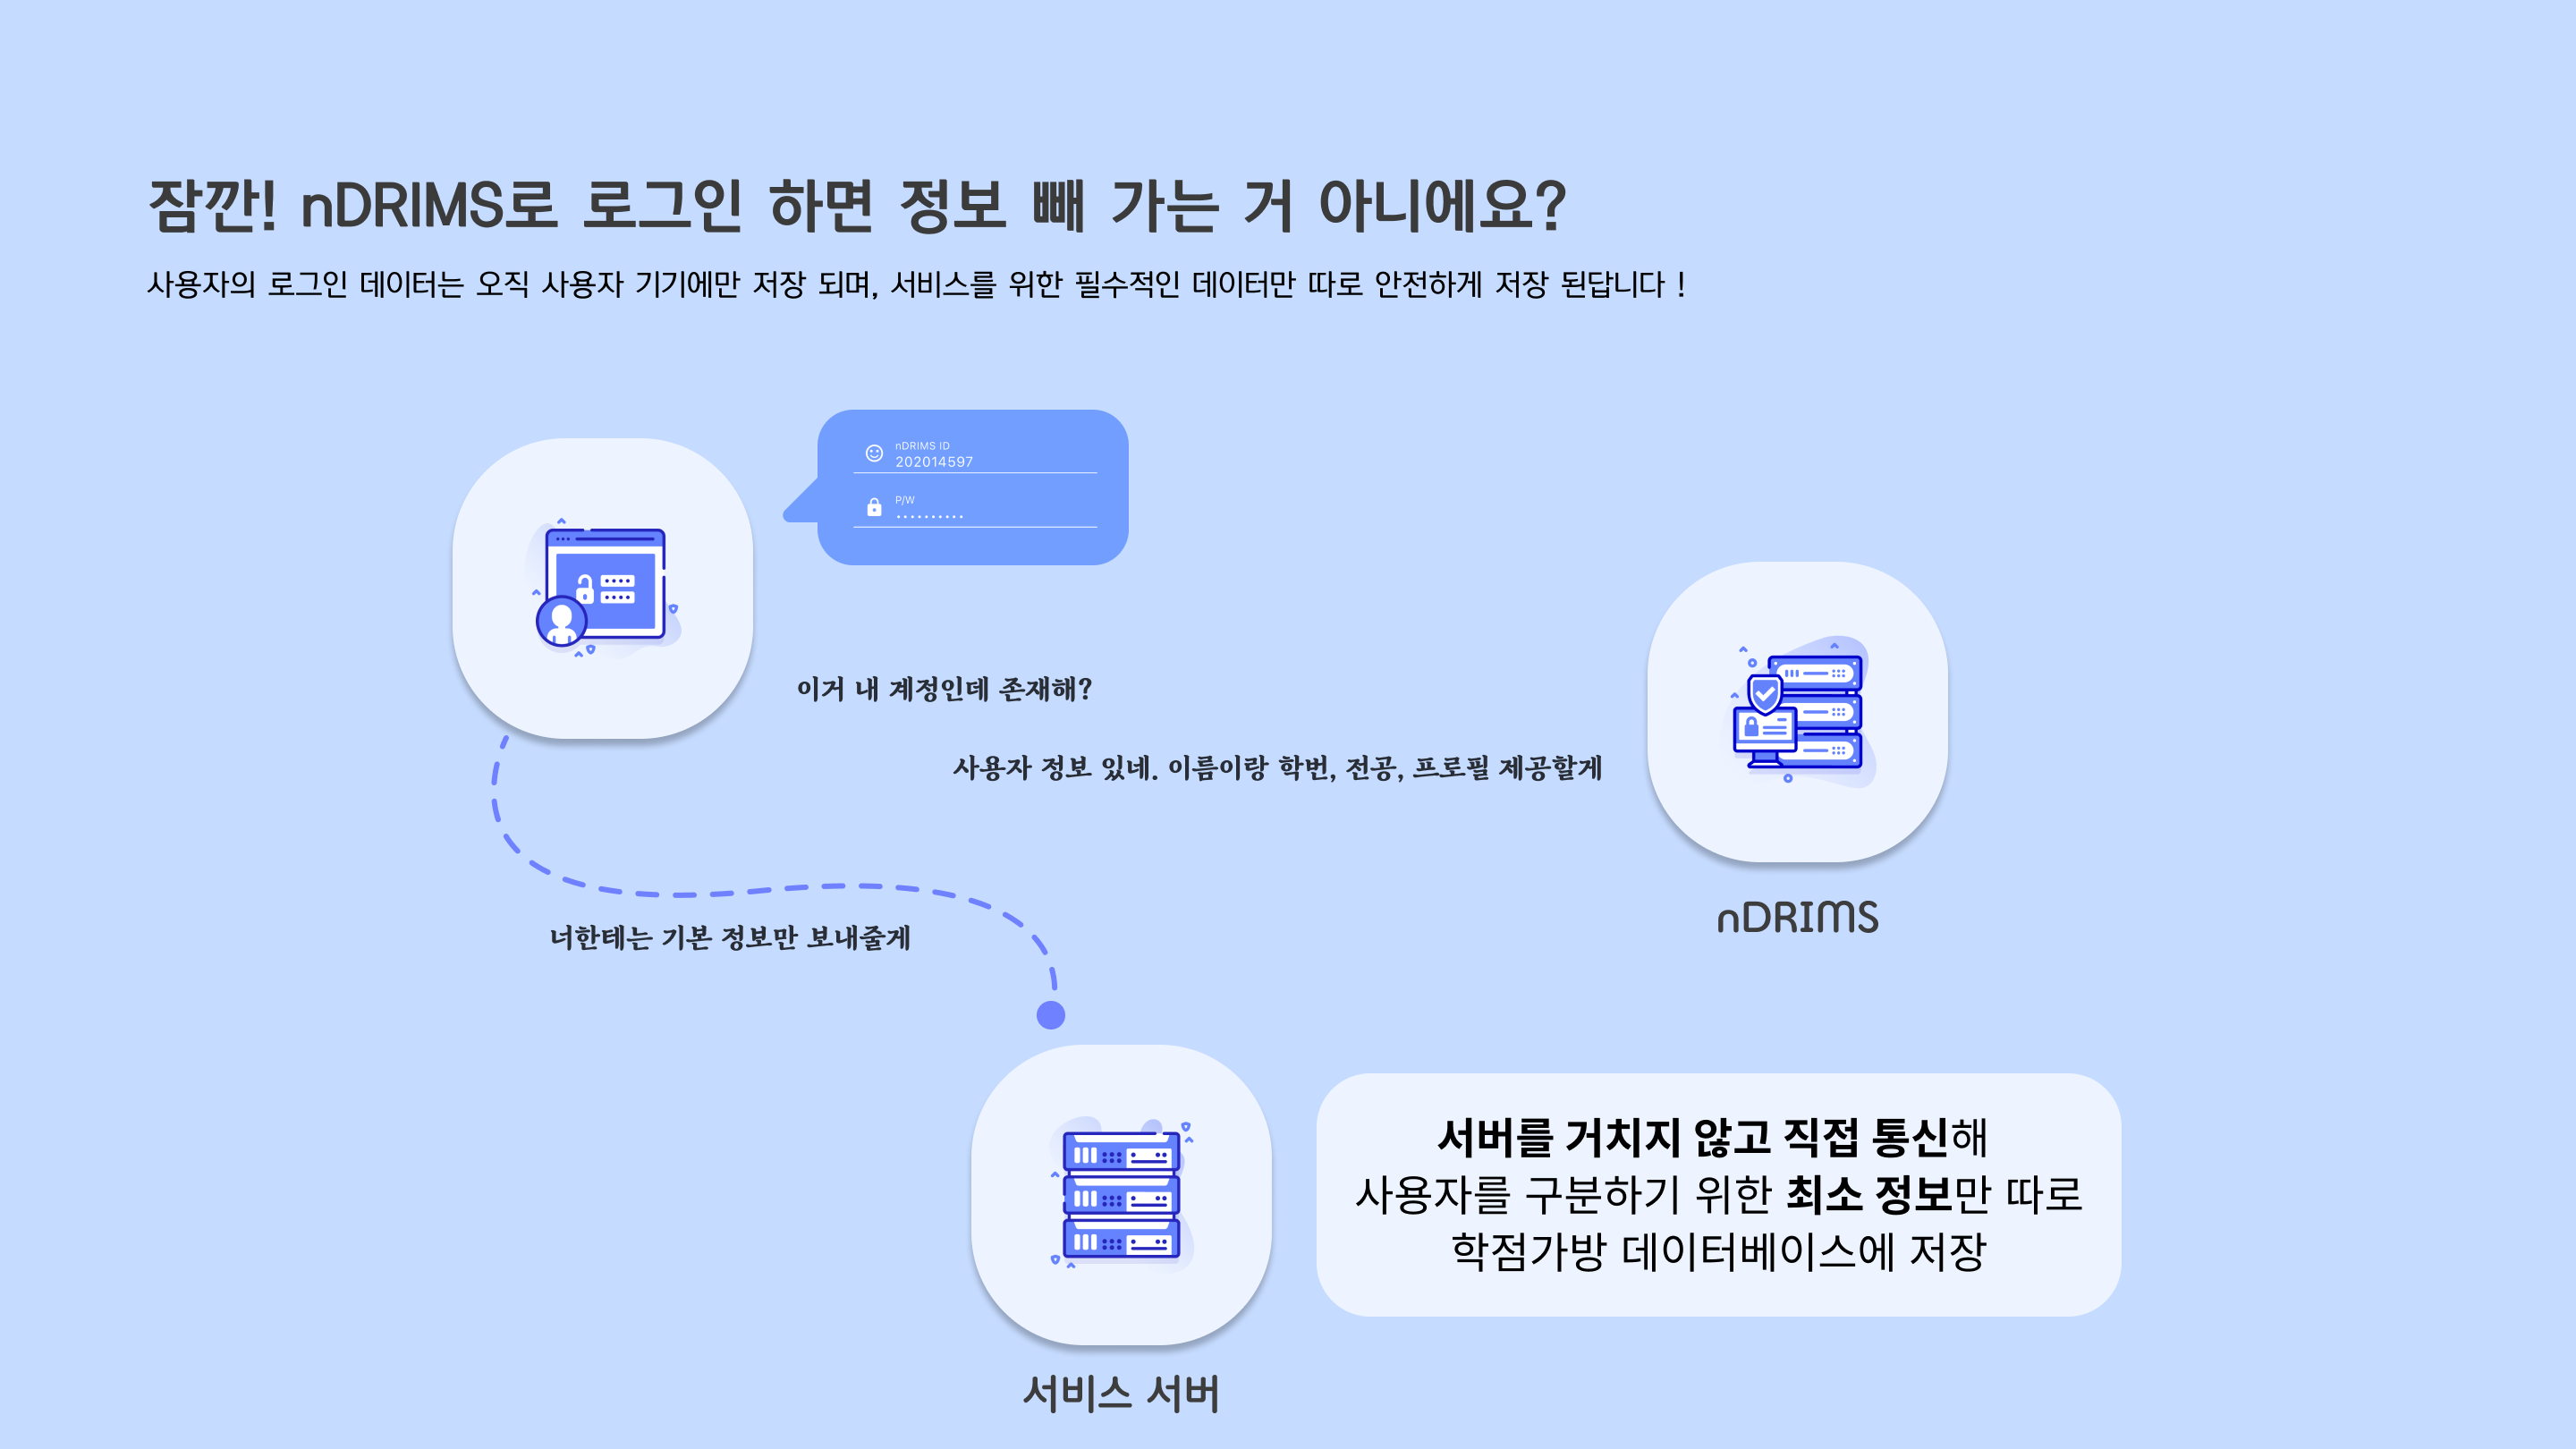 잠깐! nDRIMS로 로그인 하면 정보 빼 가는 거 아니에요?
사용자의 로그인 데이터는 오직 사용자 기기에만 저장 되며, 서비스를 위한 필수적인 데이터만 따로 안전하게 저장 된답니다 !
nDRIMS ID
202014597
P/W
이거 내 계정인데 존재해?
사용자 정보 있네. 이름이랑 학번, 전공, 프로필 제공할게
nDRIMS
너한테는 기본 정보만 보내줄게
서버를 거치지 않고 직접 통신해
사용자를 구분하기 위한 최소 정보만 따로
학점가방 데이터베이스에 저장
서비스 서버